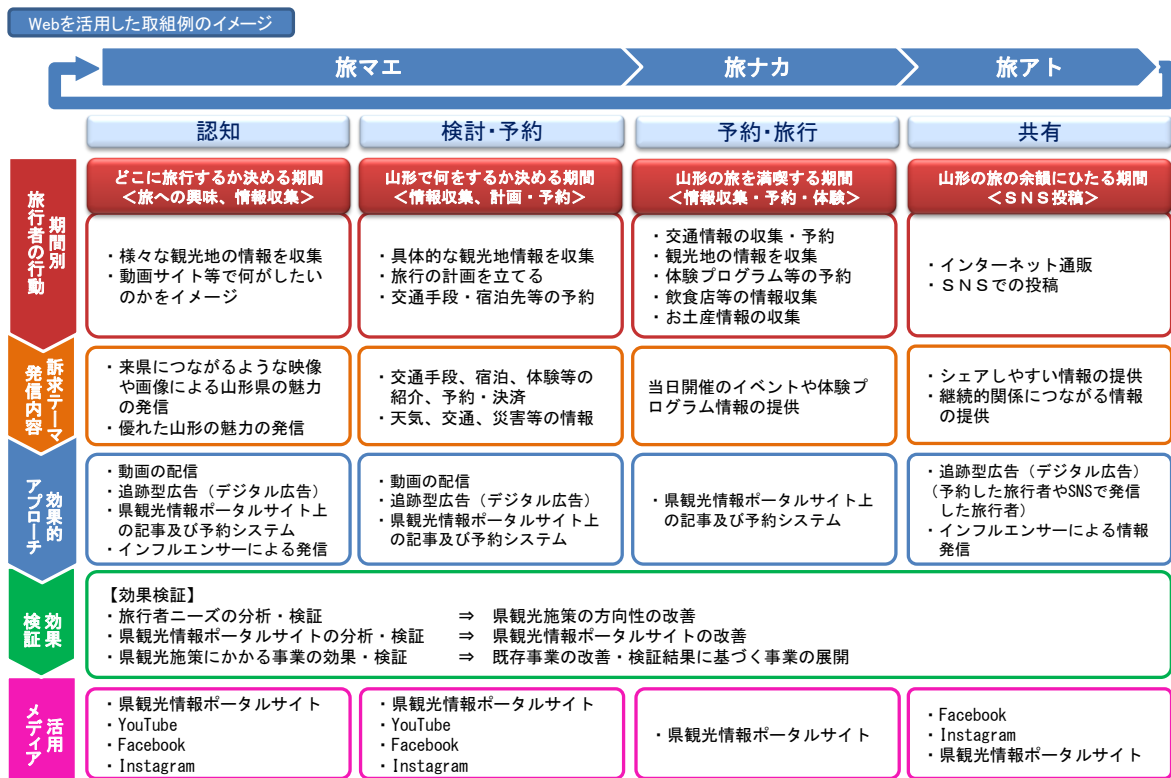 Webを活用した取組例のイメージ
旅マエ
旅ナカ
旅アト
認知
検討・予約
予約・旅行
共有
期間別
旅行者の行動
どこに旅行するか決める期間
＜旅への興味、情報収集＞
・様々な観光地の情報を収集
・動画サイト等で何がしたい
のかをイメージ
山形で何をするか決める期間
＜情報収集、計画・予約＞
・具体的な観光地情報を収集
・旅行の計画を立てる
・交通手段・宿泊先等の予約
山形の旅を満喫する期間
＜情報収集・予約・体験＞
・交通情報の収集・予約
・観光地の情報を収集
・体験プログラム等の予約
・飲食店等の情報収集
・お土産情報の収集
山形の旅の余韻にひたる期間
＜ＳＮＳ投稿＞
・インターネット通販
・ＳＮＳでの投稿
訴求テーマ
発信内容
・来県につながるような映像
や画像による山形県の魅力
の発信
・優れた山形の魅力の発信
・交通手段、宿泊、体験等の
紹介、予約・決済
・天気、交通、災害等の情報
当日開催のイベントや体験プ
ログラム情報の提供
・シェアしやすい情報の提供
・継続的関係につながる情報
の提供
効果的
アプローチ
・動画の配信
・追跡型広告（デジタル広告）
・県観光情報ポータルサイト上
の記事及び予約システム
・インフルエンサーによる発信
・動画の配信
・追跡型広告（デジタル広告）
・県観光情報ポータルサイト上
の記事及び予約システム
・県観光情報ポータルサイト上
の記事及び予約システム
・追跡型広告（デジタル広告）
（予約した旅行者やSNSで発信
した旅行者）
・インフルエンサーによる情報
発信
効果
検証
【効果検証】
・旅行者ニーズの分析・検証 ⇒ 県観光施策の方向性の改善
・県観光情報ポータルサイトの分析・検証 ⇒ 県観光情報ポータルサイトの改善
・県観光施策にかかる事業の効果・検証 ⇒ 既存事業の改善・検証結果に基づく事業の展開
活用
メディア
・県観光情報ポータルサイト
・YouTube
・Facebook
・Instagram
・県観光情報ポータルサイト
・YouTube
・Facebook
・Instagram
・県観光情報ポータルサイト
・Facebook
・Instagram
・県観光情報ポータルサイト